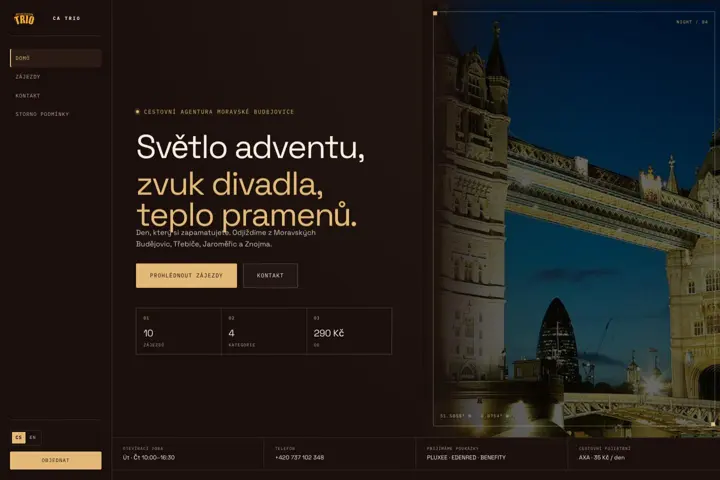 TRIO
CA TRIO
DOMŮ
ZÁJEZDY
KONTAKT
STORNO PODMÍNKY
CS EN
OBJEDNAT
CESTOVNÍ AGENTURA MORAVSKÉ BUDĚJOVICE
Světlo adventu,
zvuk divadla,
teplo pramenů.
Den, který si zapamatujete. Odjíždíme z Moravských
Budějovic, Třebíče, Jaroměřic a Znojma.
PROHLÉDNOUT ZÁJEZDY
KONTAKT
01
10
ZÁJEZDŮ
02
4
KATEGORIE
03
290 Kč
OD
NIGHT / 06
OTEVÍRACÍ DOBA
Út · Čt 10:00–16:30
TELEFON
+420 737 102 348
PŘIJÍMÁME POUKÁZKY
PLUXEE · EDENRED · BENEFITY
CESTOVNÍ POJIŠTĚNÍ
AXA · 35 Kč / den